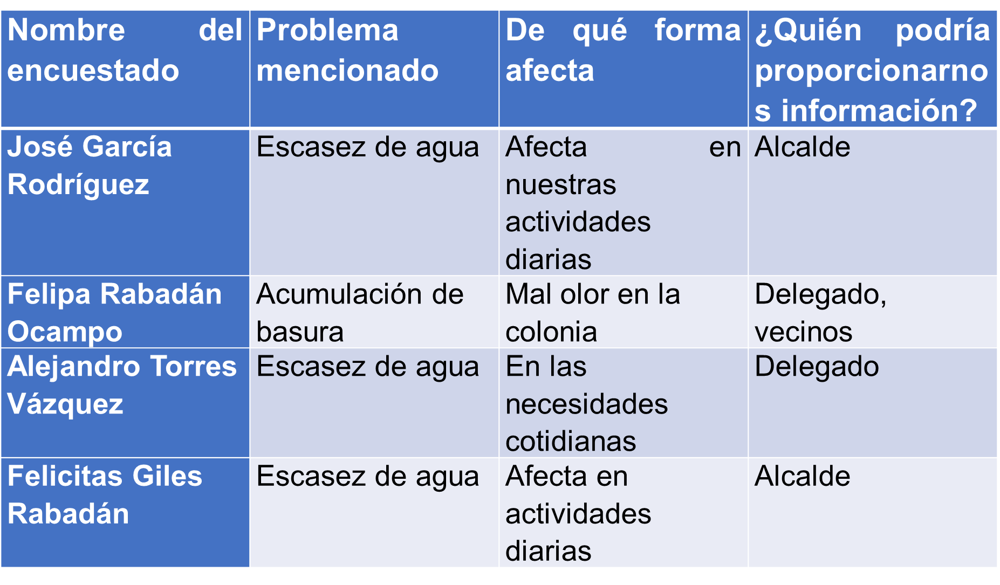 Nombre del encuestado
Problema mencionado
De qué forma afecta
¿Quién podría proporcionarnos información?
José García Rodríguez
Escasez de agua
Afecta en nuestras actividades diarias
Alcalde
Felipa Rabadán Ocampo
Acumulación de basura
Mal olor en la colonia
Delegado, vecinos
Alejandro Torres Vázquez
Escasez de agua
En las necesidades cotidianas
Delegado
Felicitas Giles Rabadán
Escasez de agua
Afecta en actividades diarias
Alcalde